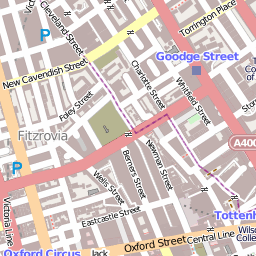 Cleveland Street
Torrington Place
P
Goodge Street
New Cavendish Street
Charlotte Street
Whitfield Street
Foley Street
Fitzrovia
A400
P
Newman Street
Berners Street
Wells Street
Victoria Line
Eastcastle Street
Oxford Street
Central Line
Oxford Circus
Jack